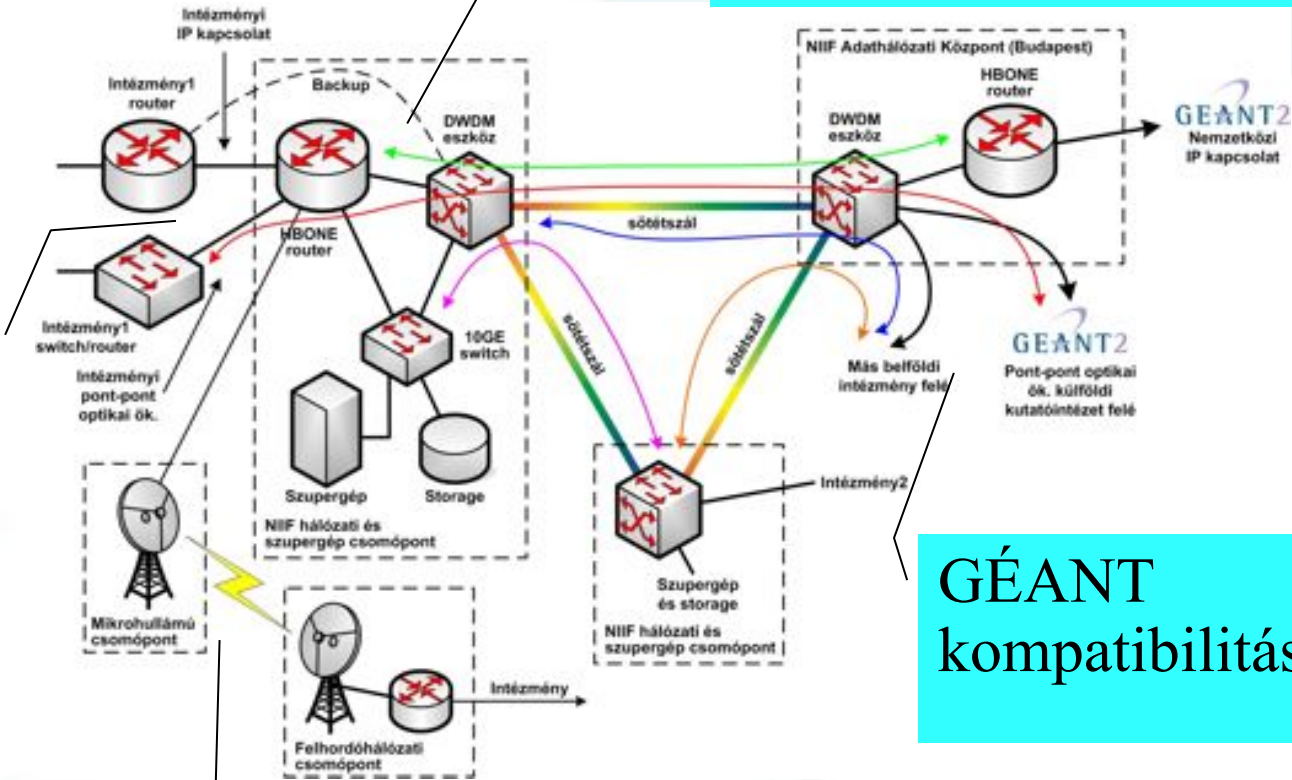 Intézményi
IP kapcsolat
Intézmény1
router
Backup
DWDM
eszköz
HBONE
router
Intézmény1
switch/router
Intézményi
pont-pont
optikai ök.
10GE
switch
Szupergép
Storage
NIIF hálózati és
szupergép csomópont
Mikrohullámú
csomópont
Felhordóhálózati
csomópont
Intézmény
sötétszál
sötétszál
sötétszál
NIIF Adathálózati Központ (Budapest)
HBONE
router
DWDM
eszköz
GEANT2
Nemzetközi
IP kapcsolat
Más belföldi
intézmény felé
GEANT2
Pont-pont optikai
ök. külföldi
kutatóintézet felé
Intézmény2
Szupergép
és storage
NIIF hálózati és
szupergép csomópont
GÉANT
kompatibilitás